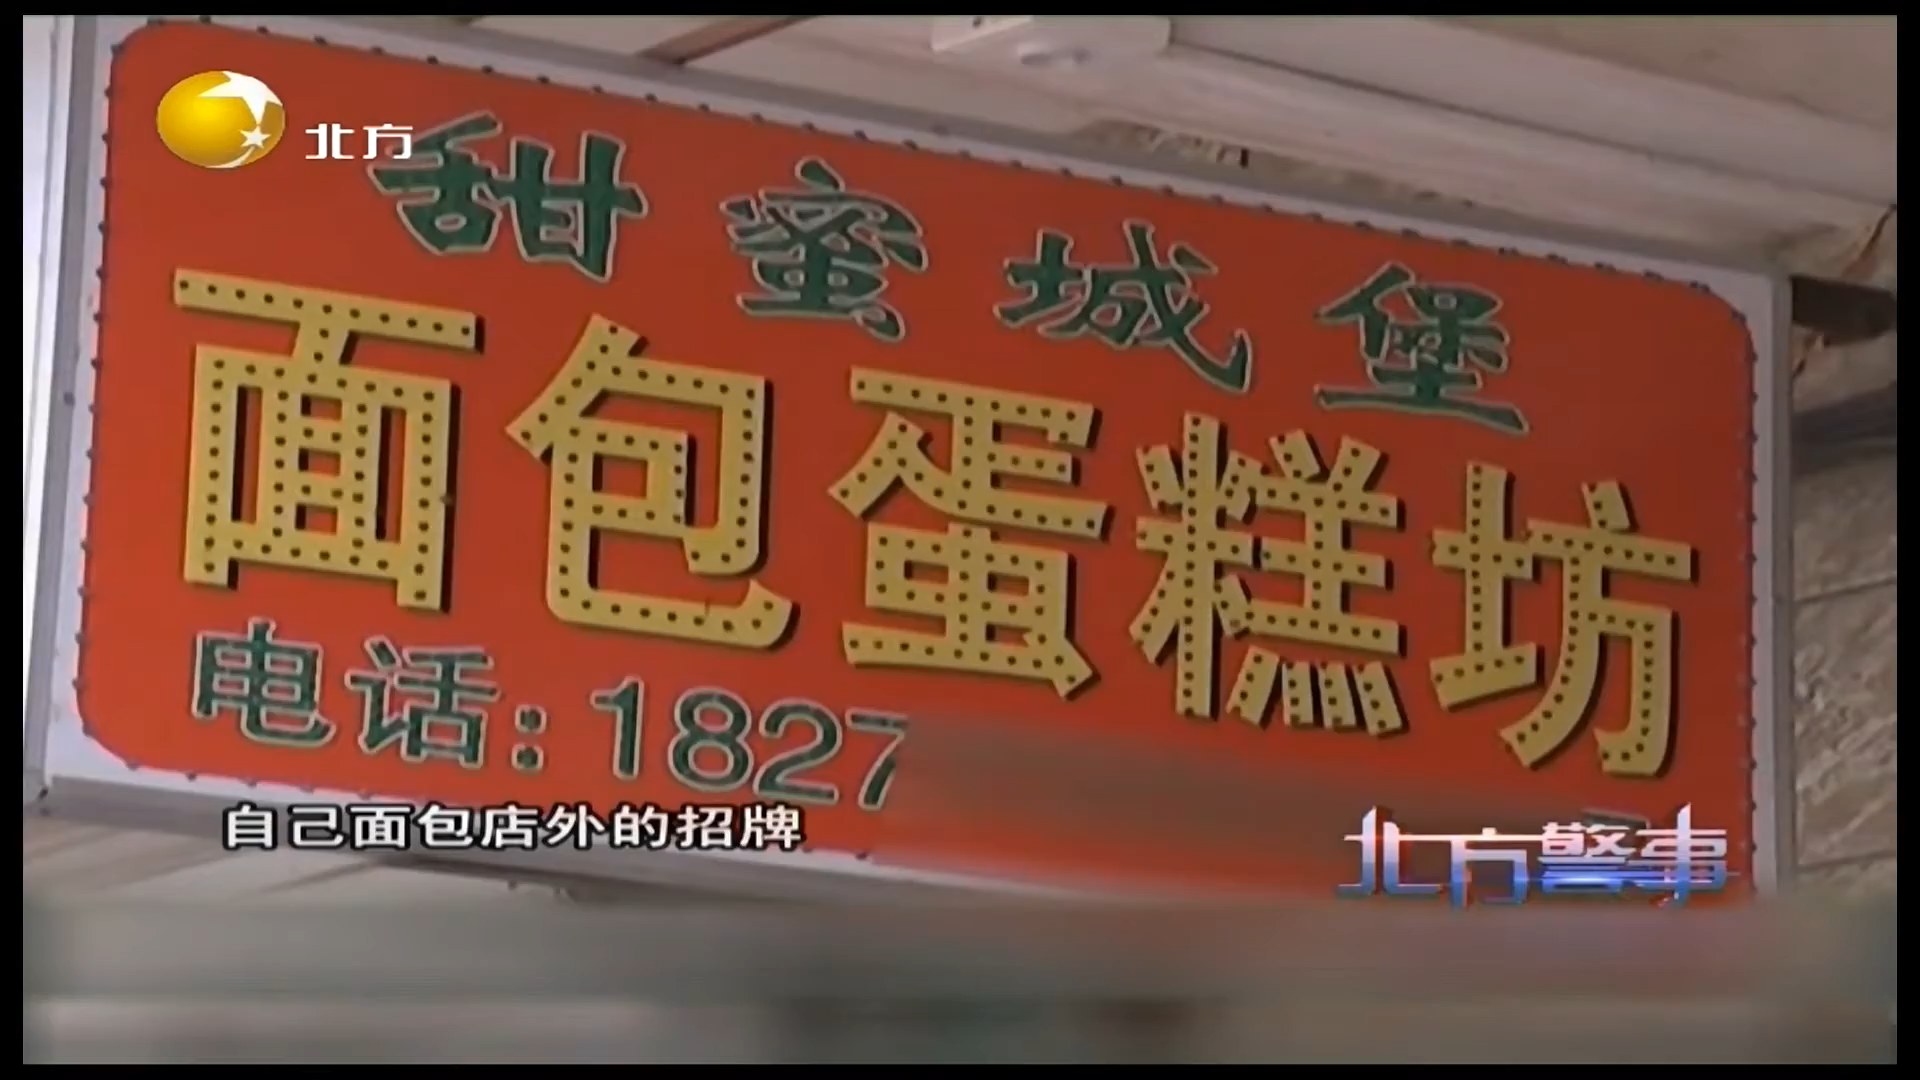 北方
甜蜜城堡
面包蛋糕坊
电话:1827
自己面包店外的招牌
北方警事